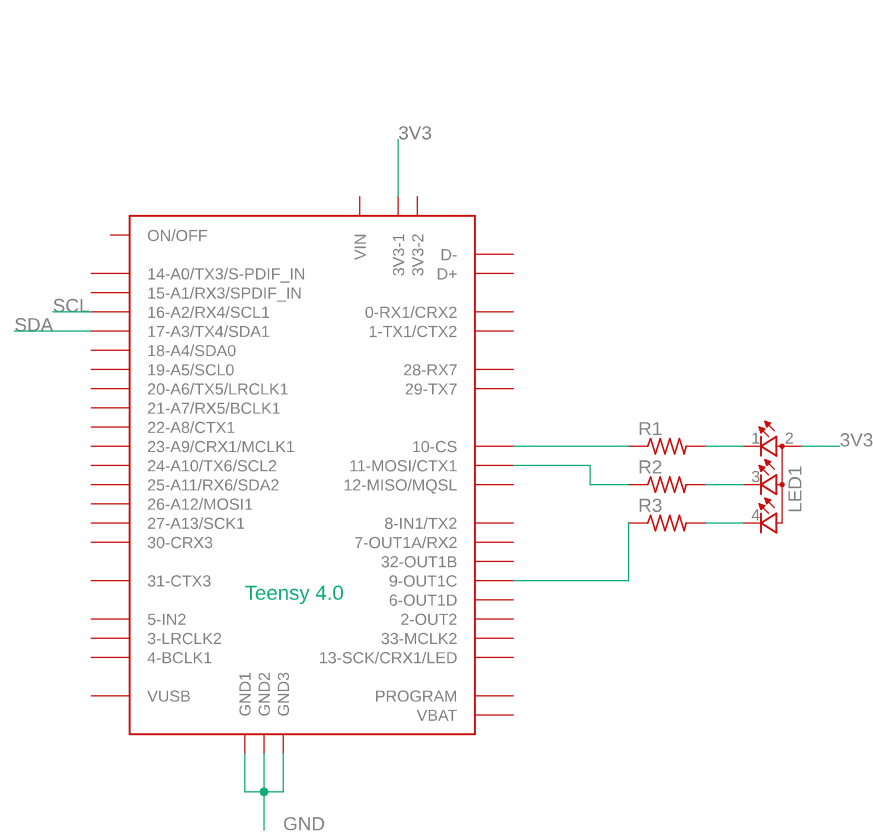 3V3
ON/OFF
VIN
3V3-1
3V3-2
D-
D+
14-A0/TX3/S-PDIF_IN
15-A1/RX3/SPDIF_IN
SCL
16-A2/RX4/SCL1
0-RX1/CRX2
SDA
17-A3/TX4/SDA1
1-TX1/CTX2
18-A4/SDA0
19-A5/SCL0
28-RX7
20-A6/TX5/LRCLK1
29-TX7
21-A7/RX5/BCLK1
22-A8/CTX1
23-A9/CRX1/MCLK1
10-CS
R1
1
2
3V3
24-A10/TX6/SCL2
11-MOSI/CTX1
25-A11/RX6/SDA2
12-MISO/MQSL
R2
3
LED1
26-A12/MOSI1
27-A13/SCK1
8-IN1/TX2
R3
4
30-CRX3
7-OUT1A/RX2
32-OUT1B
31-CTX3
9-OUT1C
Teensy 4.0
6-OUT1D
5-IN2
2-OUT2
3-LRCLK2
33-MCLK2
4-BCLK1
13-SCK/CRX1/LED
VUSB
GND1
GND2
GND3
PROGRAM
VBAT
GND